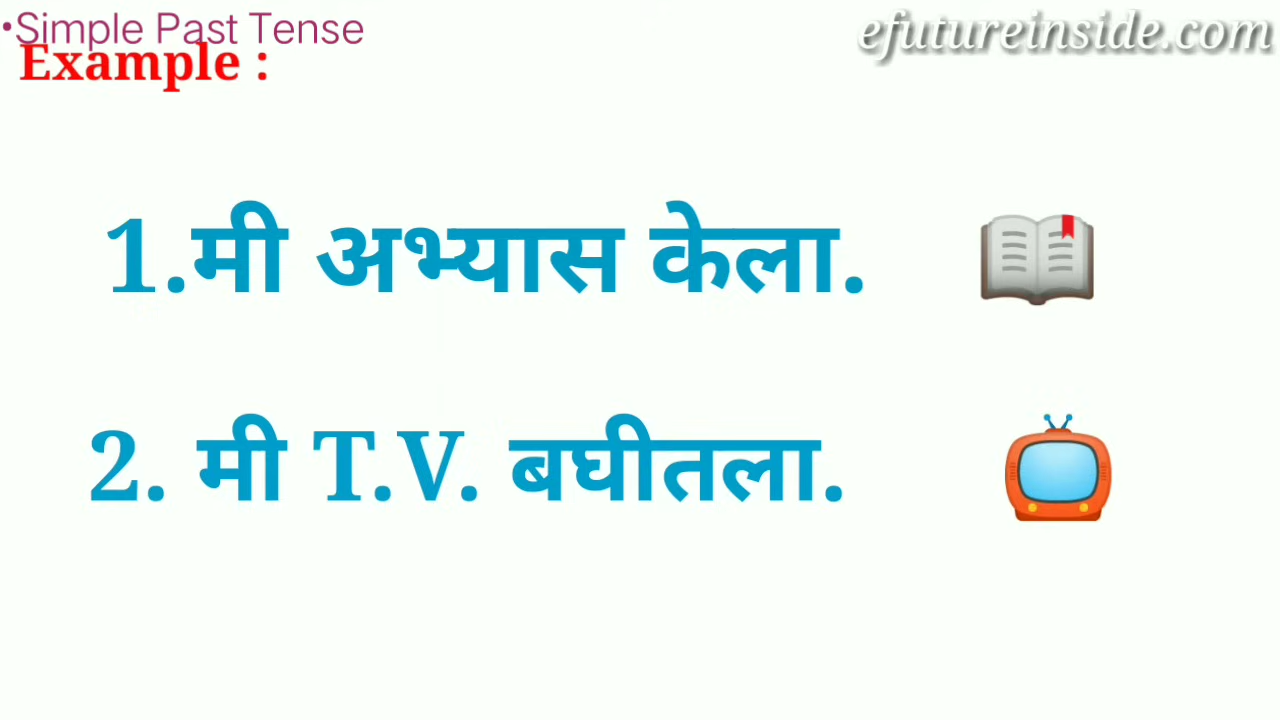 •Simple Past Tense
efutureinside.com
Example :
1.मी अभ्यास केला.
2. मी T.V. बघीतला.